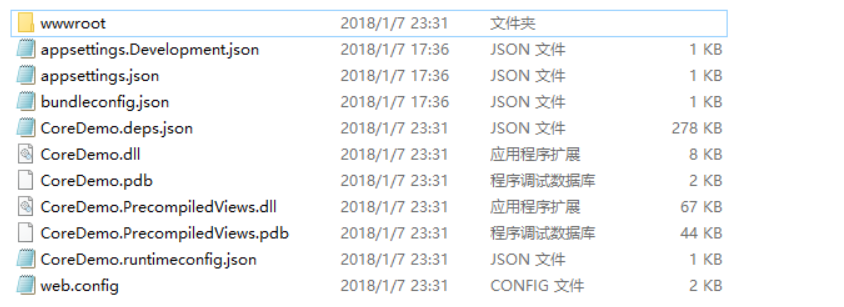 wwwroot 2018/1/7 23:31 文件夹
appsettings.Development.json 2018/1/7 17:36 JSON 文件 1 KB
appsettings.json 2018/1/7 17:36 JSON 文件 1 KB
bundleconfig.json 2018/1/7 17:36 JSON 文件 1 KB
CoreDemo.deps.json 2018/1/7 23:31 JSON 文件 278 KB
CoreDemo.dll 2018/1/7 23:31 应用程序扩展 8 KB
CoreDemo.pdb 2018/1/7 23:31 程序调试数据库 2 KB
CoreDemo.PrecompiledViews.dll 2018/1/7 23:31 应用程序扩展 67 KB
CoreDemo.PrecompiledViews.pdb 2018/1/7 23:31 程序调试数据库 44 KB
CoreDemo.runtimeconfig.json 2018/1/7 23:31 JSON 文件 1 KB
web.config 2018/1/7 23:31 CONFIG 文件 2 KB